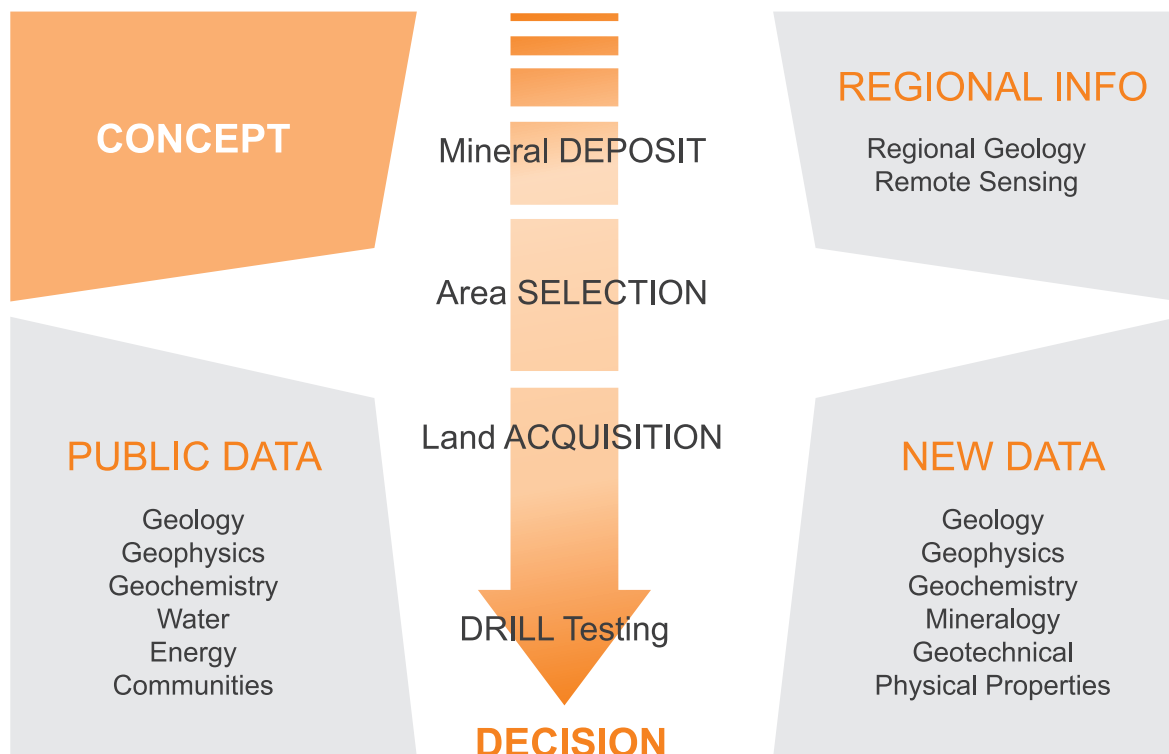 CONCEPT
Mineral DEPOSIT
Area SELECTION
Land ACQUISITION
DRILL Testing
DECISION
REGIONAL INFO
Regional Geology
Remote Sensing
PUBLIC DATA
Geology
Geophysics
Geochemistry
Water
Energy
Communities
NEW DATA
Geology
Geophysics
Geochemistry
Mineralogy
Geotechnical
Physical Properties